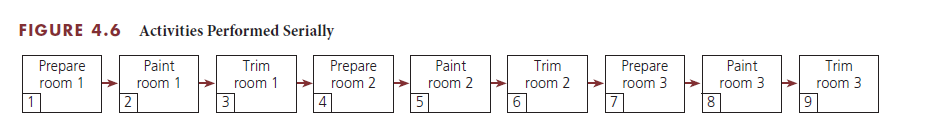 FIGURE 4.6 Activities Performed Serially
Prepare
room 1
1
Paint
room 1
2
Trim
room 1
3
Prepare
room 2
4
Paint
room 2
5
Trim
room 2
6
Prepare
room 3
7
Paint
room 3
8
Trim
room 3
9